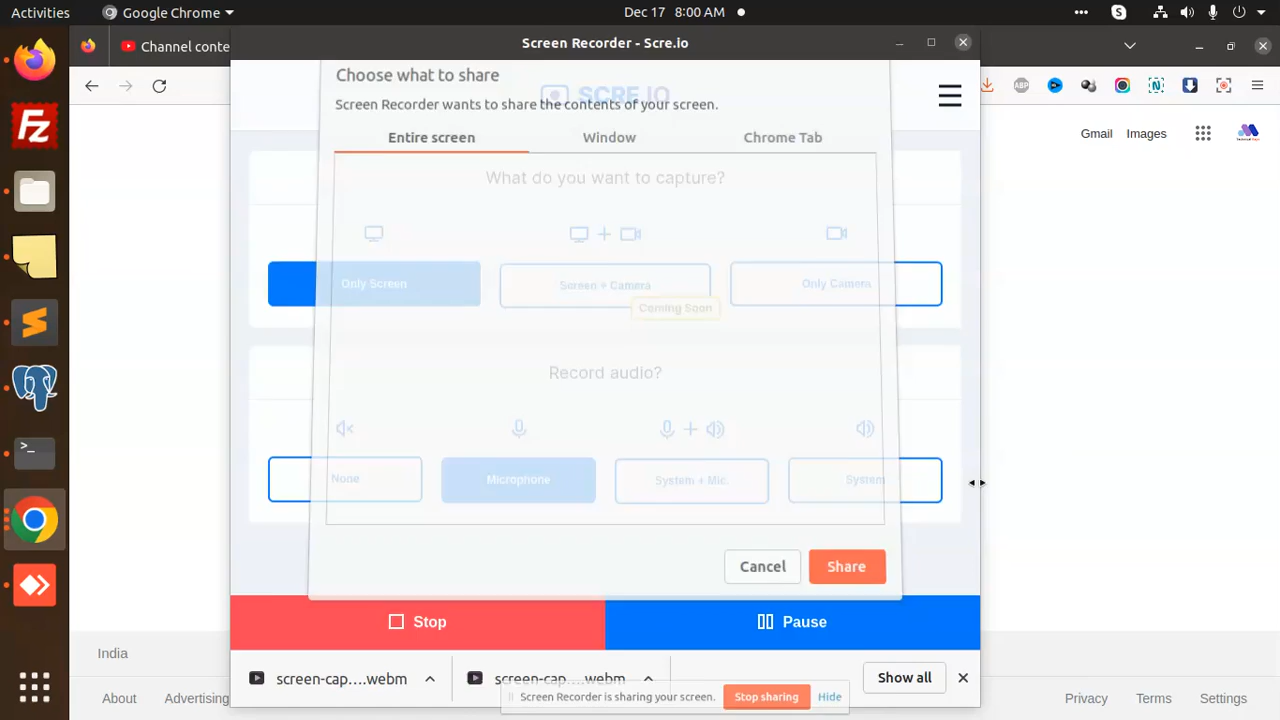 Activities
Google Chrome
Dec 17 8:00 AM
Channel conte
Screen Recorder - Scre.io
Choose what to share
SCRE.IO
Screen Recorder wants to share the contents of your screen.
Gmail Images
Entire screen Window Chrome Tab
What do you want to capture?
Only Screen Screen + Camera Only Camera
Coming Soon
Record audio?
None Microphone System + Mic. System
Cancel Share
Stop Pause
India
screen-cap....webm screen-cap....webm Show all
Screen Recorder is sharing your screen. Stop sharing Hide
About Advertising Privacy Terms Settings